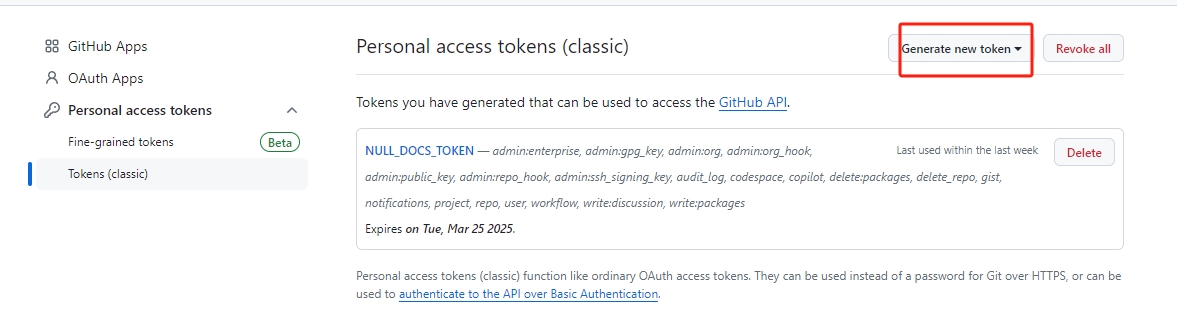 GitHub Apps
OAuth Apps
Personal access tokens
Fine-grained tokens Beta
Tokens (classic)
Personal access tokens (classic)
Generate new token
Revoke all
Tokens you have generated that can be used to access the GitHub API.
NULL_DOCS_TOKEN — admin:enterprise, admin:gpg_key, admin:org, admin:org_hook,
Last used within the last week
Delete
admin:public_key, admin:repo_hook, admin:ssh_signing_key, audit_log, codespace, copilot, delete:packages, delete_repo, gist,
notifications, project, repo, user, workflow, write:discussion, write:packages
Expires on Tue, Mar 25 2025.
Personal access tokens (classic) function like ordinary OAuth access tokens. They can be used instead of a password for Git over HTTPS, or can be
used to authenticate to the API over Basic Authentication.